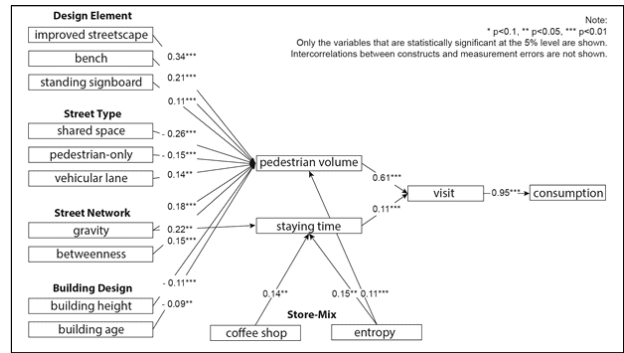 Design Element
improved streetscape
bench
standing signboard
Street Type
shared space
pedestrian-only
vehicular lane
Street Network
gravity
betweenness
Building Design
building height
building age
0.34***
0.21***
0.11***
- 0.26***
- 0.15***
0.14**
0.18***
0.22**
0.15***
- 0.11***
- 0.09**
Note:
* p<0.1, ** p<0.05, *** p<0.01
Only the variables that are statistically significant at the 5% level are shown.
Intercorrelations between constructs and measurement errors are not shown.
pedestrian volume
staying time
0.61***
0.11***
visit
0.95***
consumption
0.14**
0.15**
0.11***
Store-Mix
coffee shop
entropy